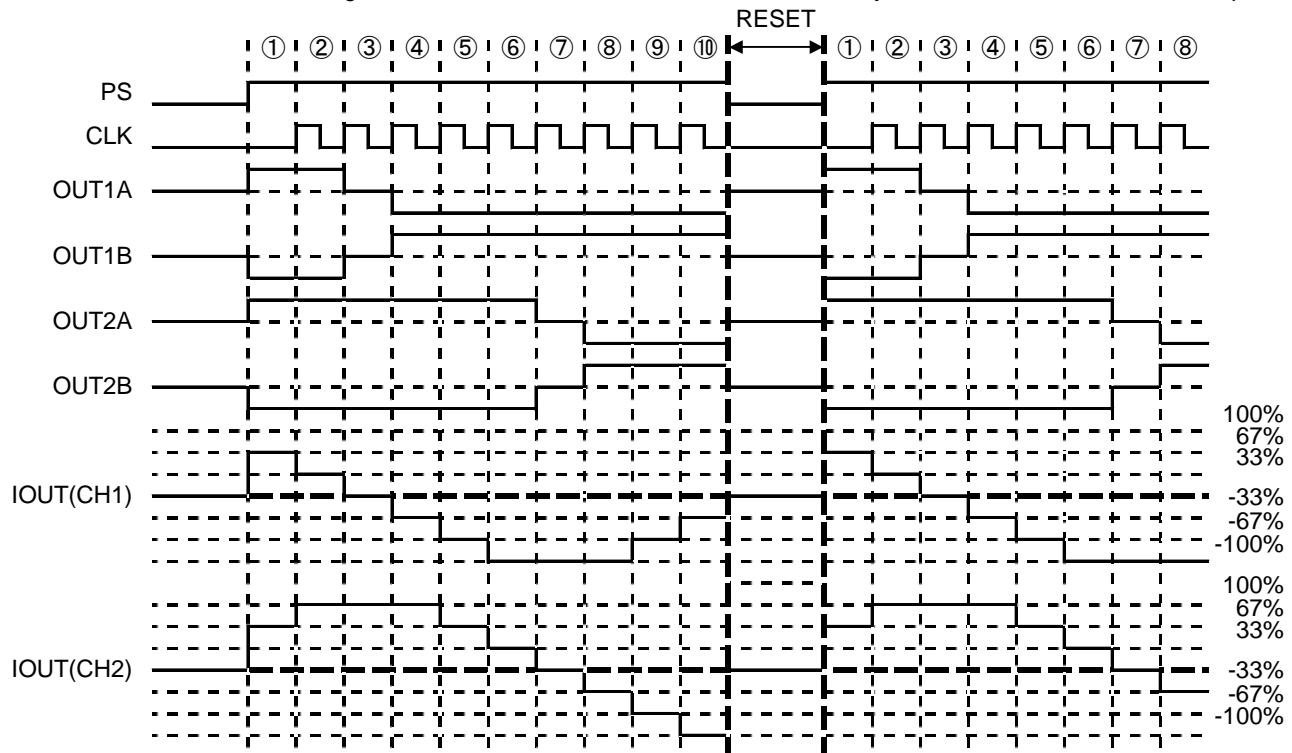 RESET
① ② ③ ④ ⑤ ⑥ ⑦ ⑧ ⑨ ⑩ ① ② ③ ④ ⑤ ⑥ ⑦ ⑧
PS
CLK
OUT1A
OUT1B
OUT2A
OUT2B
100%
67%
33%
IOUT(CH1)
-33%
-67%
-100%
100%
67%
33%
IOUT(CH2)
-33%
-67%
-100%